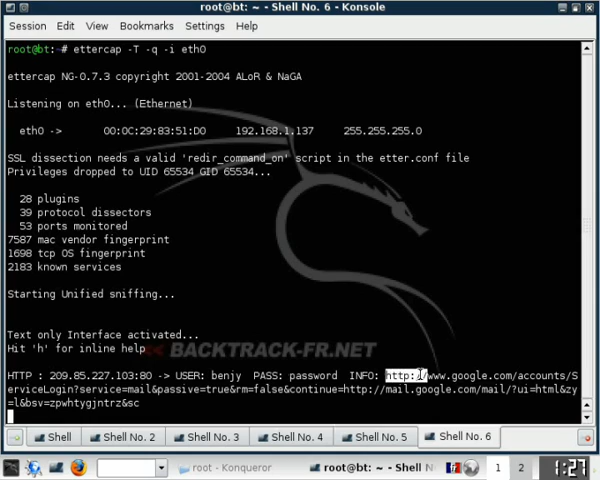 root@bt: ~ - Shell No. 6 - Konsole
Session Edit View Bookmarks Settings Help
root@bt:~# ettercap -T -q -i eth0
ettercap NG-0.7.3 copyright 2001-2004 ALoR & NaGA
Listening on eth0... (Ethernet)
eth0 -> 00:0C:29:83:51:D0 192.168.1.137 255.255.255.0
SSL dissection needs a valid 'redir_command_on' script in the etter.conf file
Privileges dropped to UID 65534 GID 65534...
28 plugins
39 protocol dissectors
53 ports monitored
7587 mac vendor fingerprint
1698 tcp OS fingerprint
2183 known services
Starting Unified sniffing...
Text only Interface activated...
Hit 'h' for inline help
<< BACKTRACK-FR.NET
HTTP : 209.85.227.103:80 -> USER: benjy PASS: password INFO: http://www.google.com/accounts/S
erviceLogin?service=mail&passive=true&rm=false&continue=http://mail.google.com/mail/?ui=html&zy
=l&bsv=zpwhtygjntrz&sc
Shell Shell No. 2 Shell No. 3 Shell No. 4 Shell No. 5 Shell No. 6
root - Konqueror root@bt: ~ - Shell N 1 2 1:27